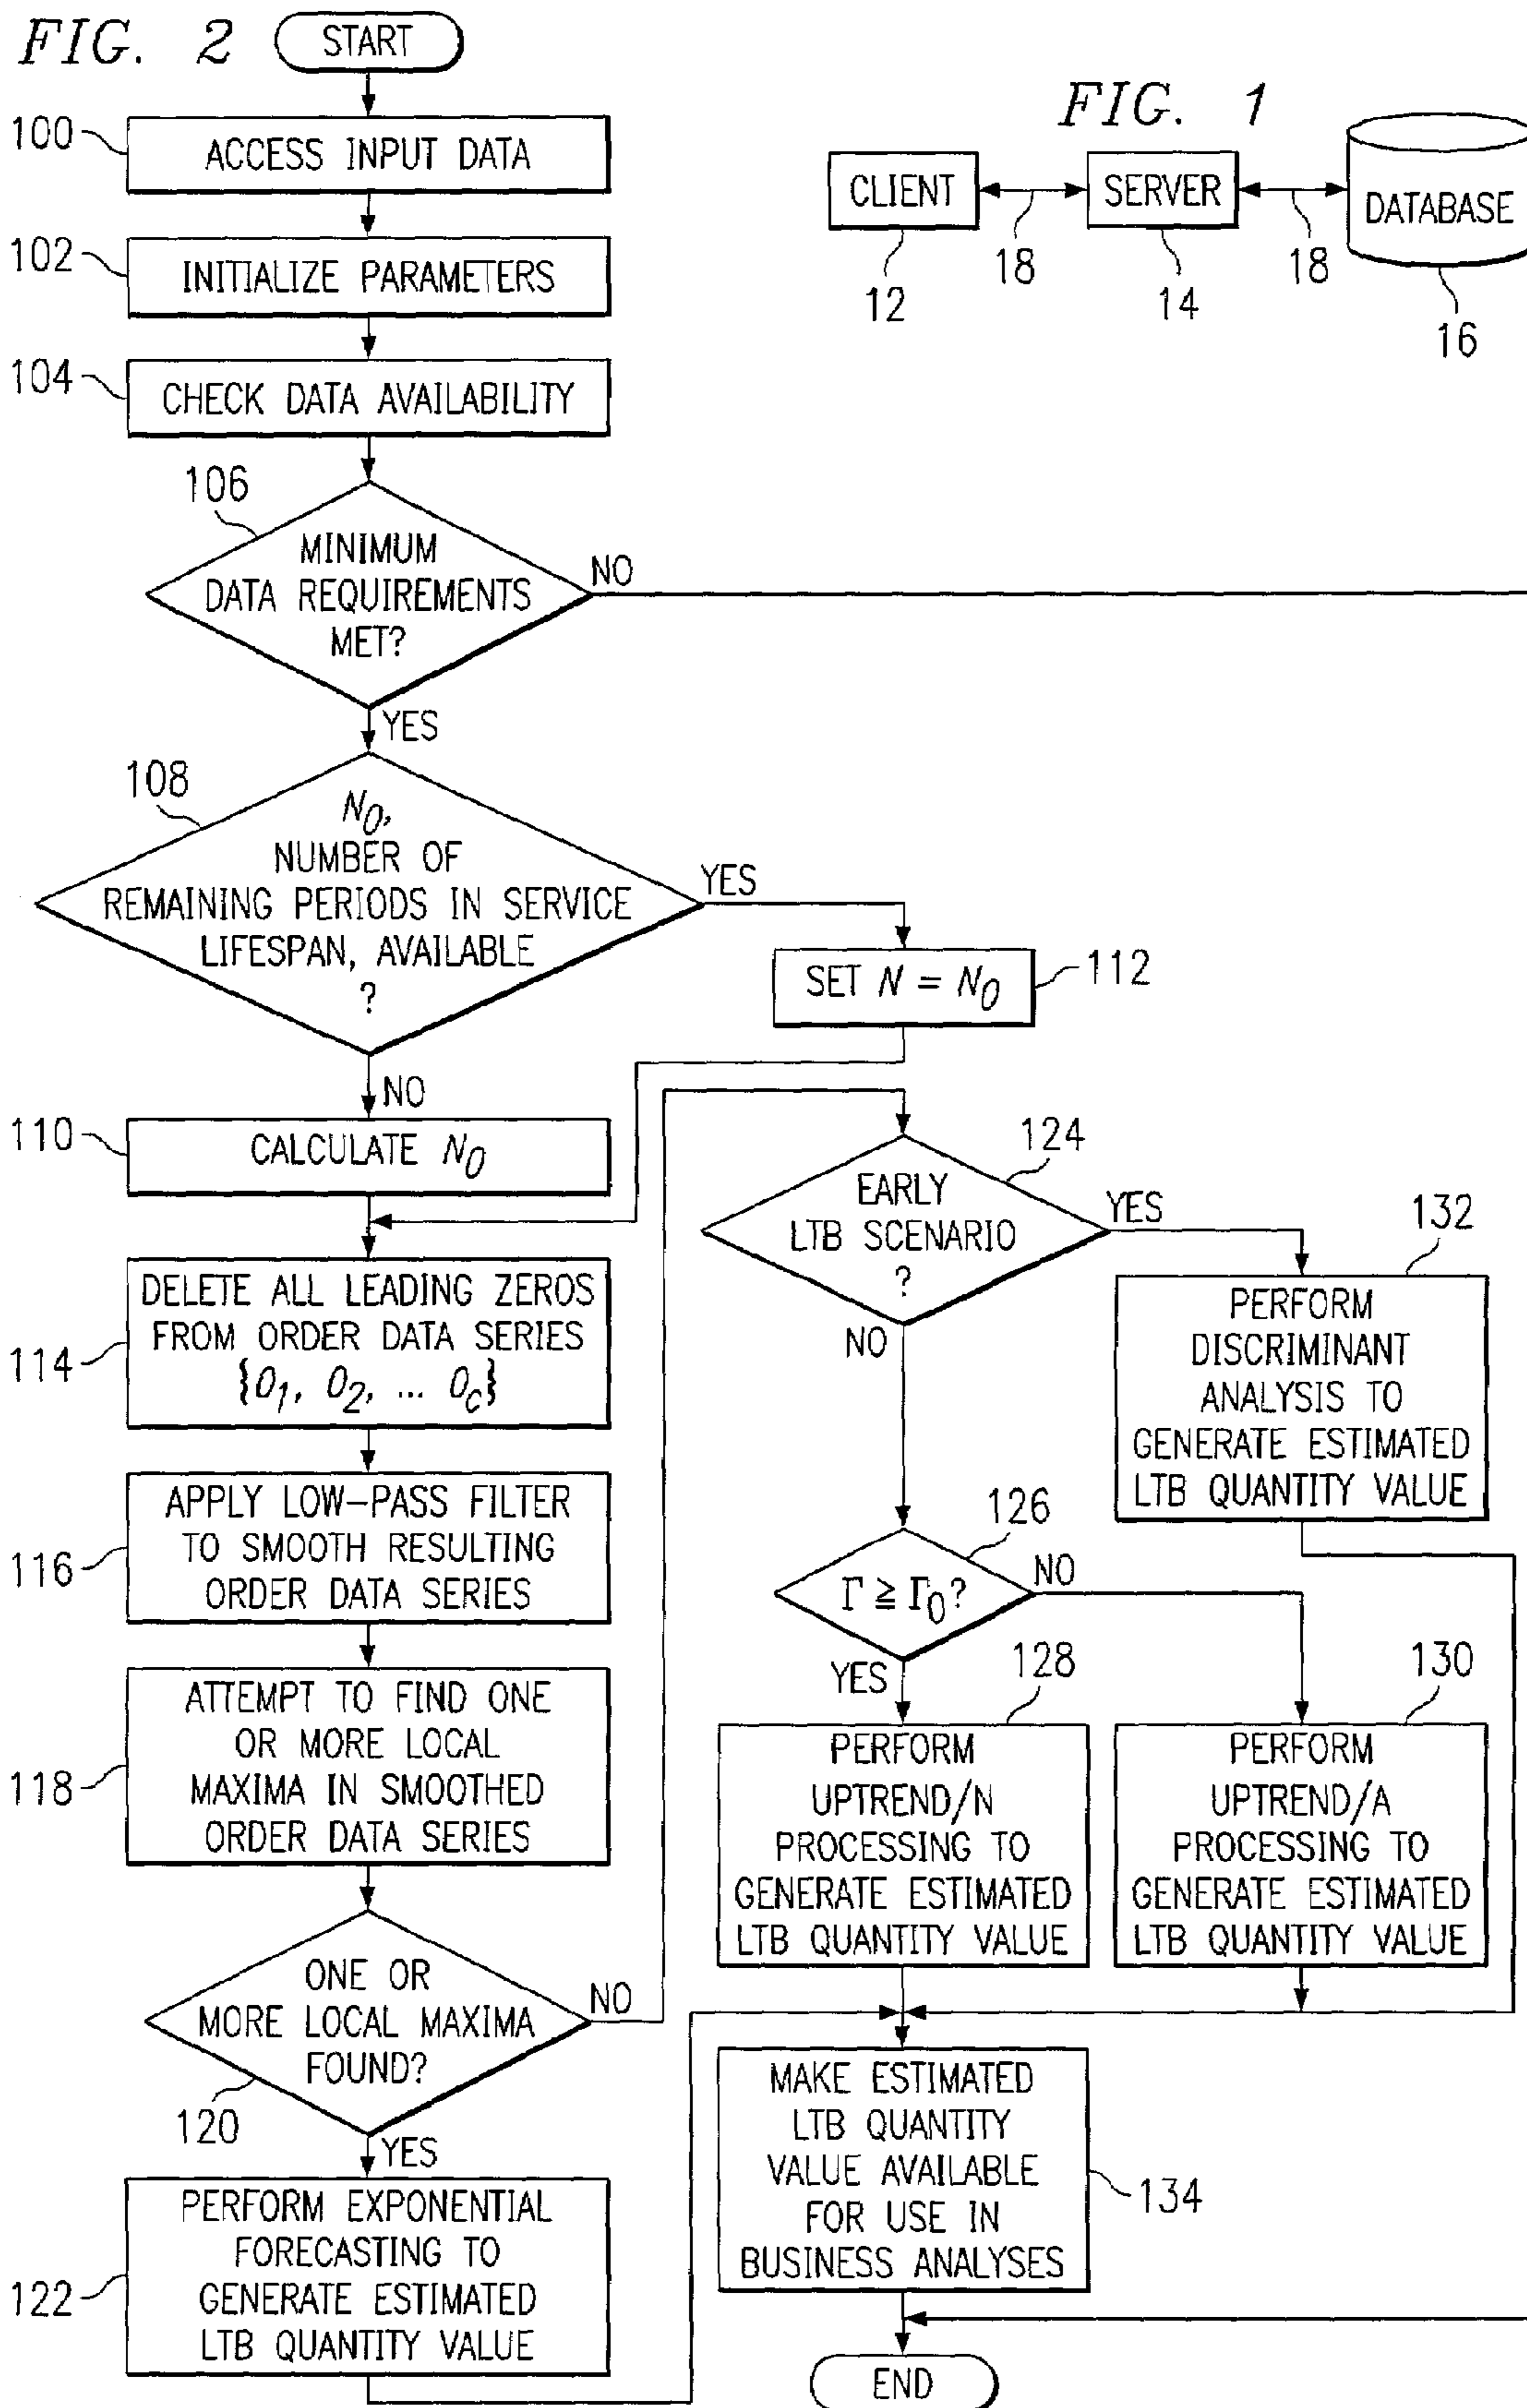 FIG. 2
START
100
ACCESS INPUT DATA
102
INITIALIZE PARAMETERS
104
CHECK DATA AVAILABILITY
106
MINIMUM
DATA REQUIREMENTS
MET?
NO
YES
108
N0,
NUMBER OF
REMAINING PERIODS IN SERVICE
LIFESPAN, AVAILABLE
?
YES
SET N = N0
112
NO
110
CALCULATE N0
114
DELETE ALL LEADING ZEROS
FROM ORDER DATA SERIES
{O1, O2, ... Oc}
116
APPLY LOW-PASS FILTER
TO SMOOTH RESULTING
ORDER DATA SERIES
118
ATTEMPT TO FIND ONE
OR MORE LOCAL
MAXIMA IN SMOOTHED
ORDER DATA SERIES
ONE OR
MORE LOCAL MAXIMA
FOUND?
NO
120
YES
122
PERFORM EXPONENTIAL
FORECASTING TO
GENERATE ESTIMATED
LTB QUANTITY VALUE
124
EARLY
LTB SCENARIO
?
YES
NO
132
PERFORM
DISCRIMINANT
ANALYSIS TO
GENERATE ESTIMATED
LTB QUANTITY VALUE
126
Γ ≧ Γ0?
NO
YES
128
PERFORM
UPTREND/N
PROCESSING TO
GENERATE ESTIMATED
LTB QUANTITY VALUE
130
PERFORM
UPTREND/A
PROCESSING TO
GENERATE ESTIMATED
LTB QUANTITY VALUE
MAKE ESTIMATED
LTB QUANTITY
VALUE AVAILABLE
FOR USE IN
BUSINESS ANALYSES
134
END
FIG. 1
CLIENT
SERVER
DATABASE
12
18
14
18
16